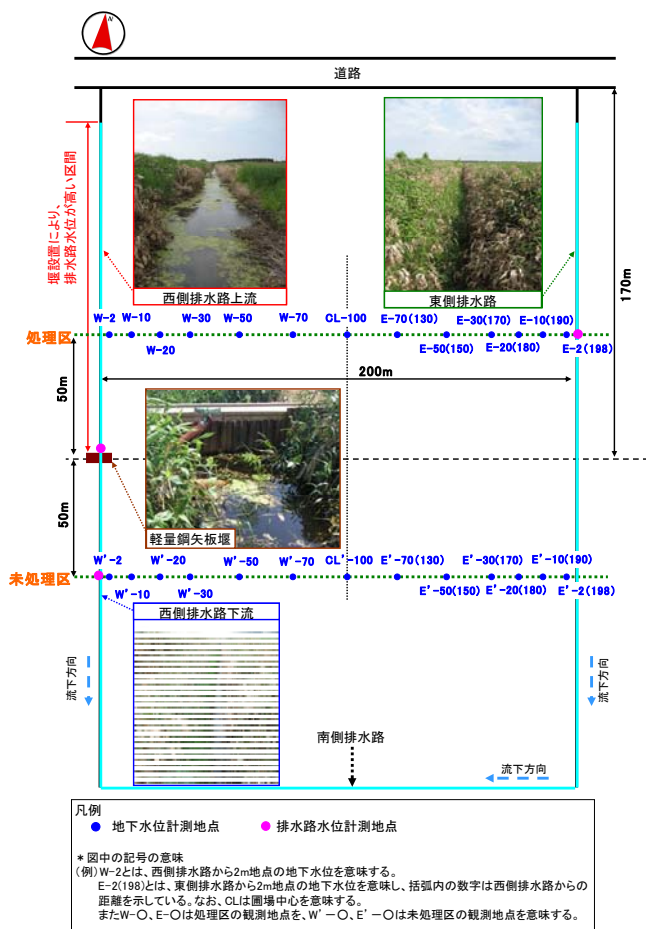 N
道路
堰設置により、
排水路水位が高い区間
西側排水路上流
東側排水路
170m
W-2 W-10 W-30 W-50 W-70 CL-100 E-70(130) E-30(170) E-10(190)
処理区
W-20 E-50(150) E-20(180) E-2(198)
200m
50m
軽量鋼矢板堰
50m
W'-2 W'-20 W'-50 W'-70 CL'-100 E'-70(130) E'-30(170) E'-10(190)
未処理区
W'-10 W'-30 E'-50(150) E'-20(180) E'-2(198)
西側排水路下流
流下方向
流下方向
南側排水路
流下方向
凡例
地下水位計測地点 排水路水位計測地点
*図中の記号の意味
(例)W-2とは、西側排水路から2m地点の地下水位を意味する。
E-2(198)とは、東側排水路から2m地点の地下水位を意味し、括弧内の数字は西側排水路からの
距離を示している。なお、CLは圃場中心を意味する。
またW-〇、E-〇は処理区の観測地点を、W'-〇、E'-〇は未処理区の観測地点を意味する。